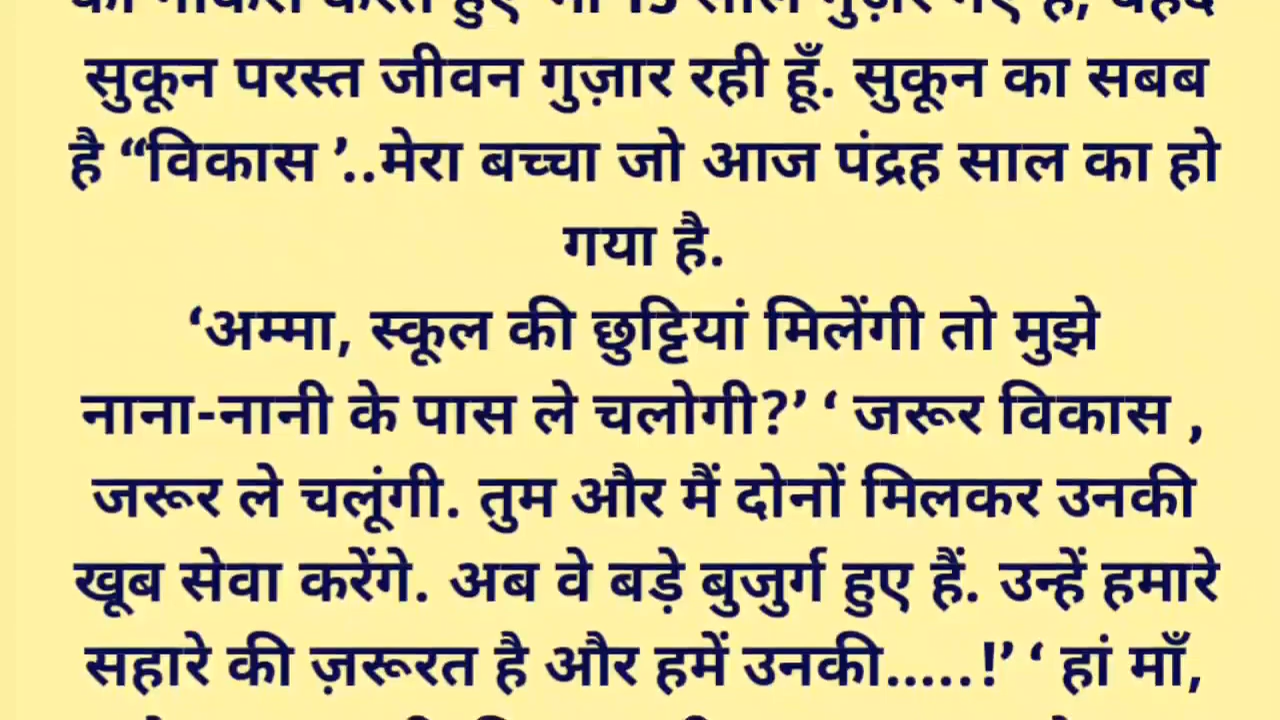 सुकून परस्त जीवन गुज़ार रही हूँ. सुकून का सबब
है “विकास ’..मेरा बच्चा जो आज पंद्रह साल का हो
गया है.
‘अम्मा, स्कूल की छुट्टियां मिलेंगी तो मुझे
नाना-नानी के पास ले चलोगी?’ ‘ जरूर विकास ,
जरूर ले चलूंगी. तुम और मैं दोनों मिलकर उनकी
खूब सेवा करेंगे. अब वे बड़े बुजुर्ग हुए हैं. उन्हें हमारे
सहारे की ज़रूरत है और हमें उनकी.....!’ ‘ हां माँ,